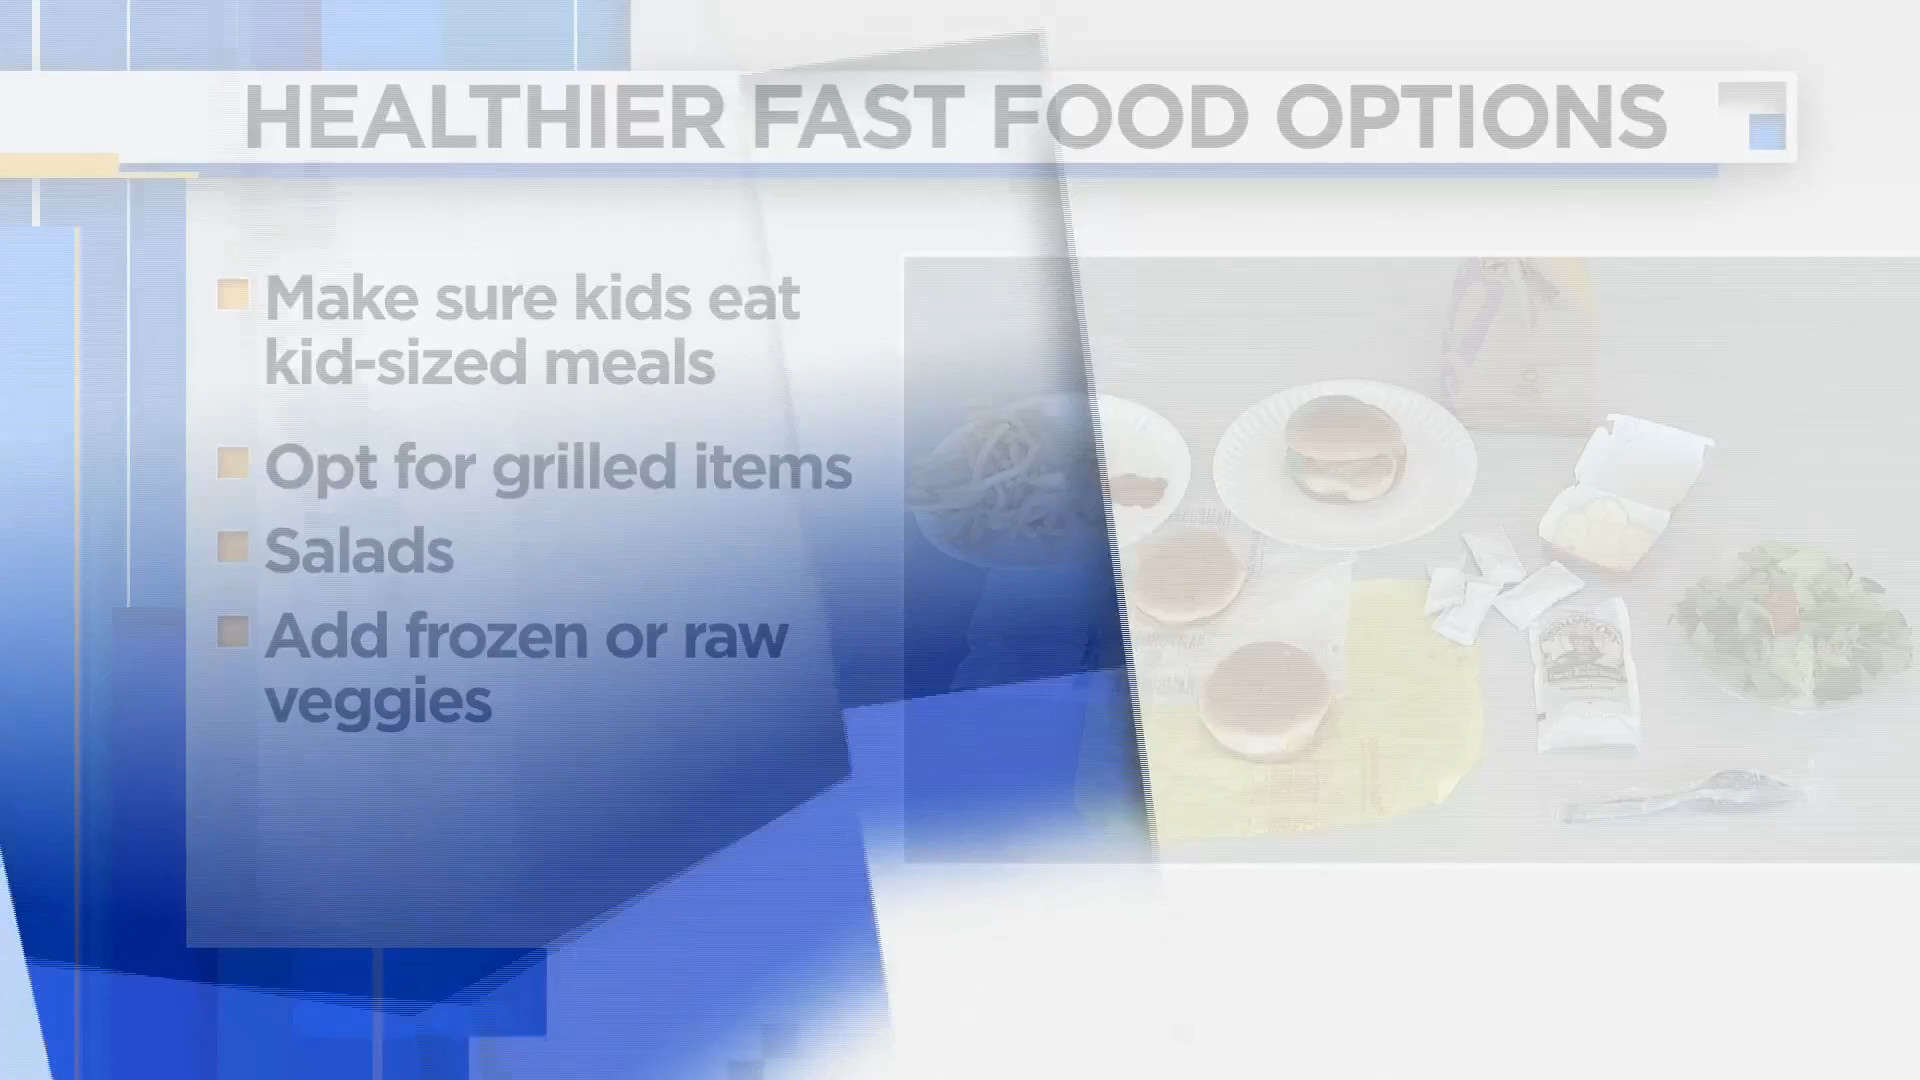 HEALTHIER FAST FOOD OPTIONS
Make sure kids eat
kid-sized meals
Opt for grilled items
Salads
Add frozen or raw
veggies